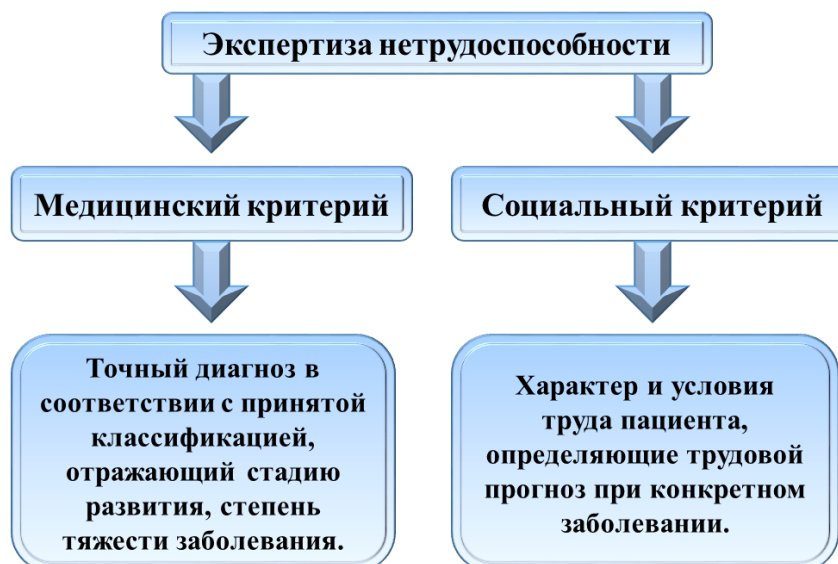 Экспертиза нетрудоспособности
Медицинский критерий
Социальный критерий
Точный диагноз в
соответствии с принятой
классификацией,
отражающий стадию
развития, степень
тяжести заболевания.
Характер и условия
труда пациента,
определяющие трудовой
прогноз при конкретном
заболевании.